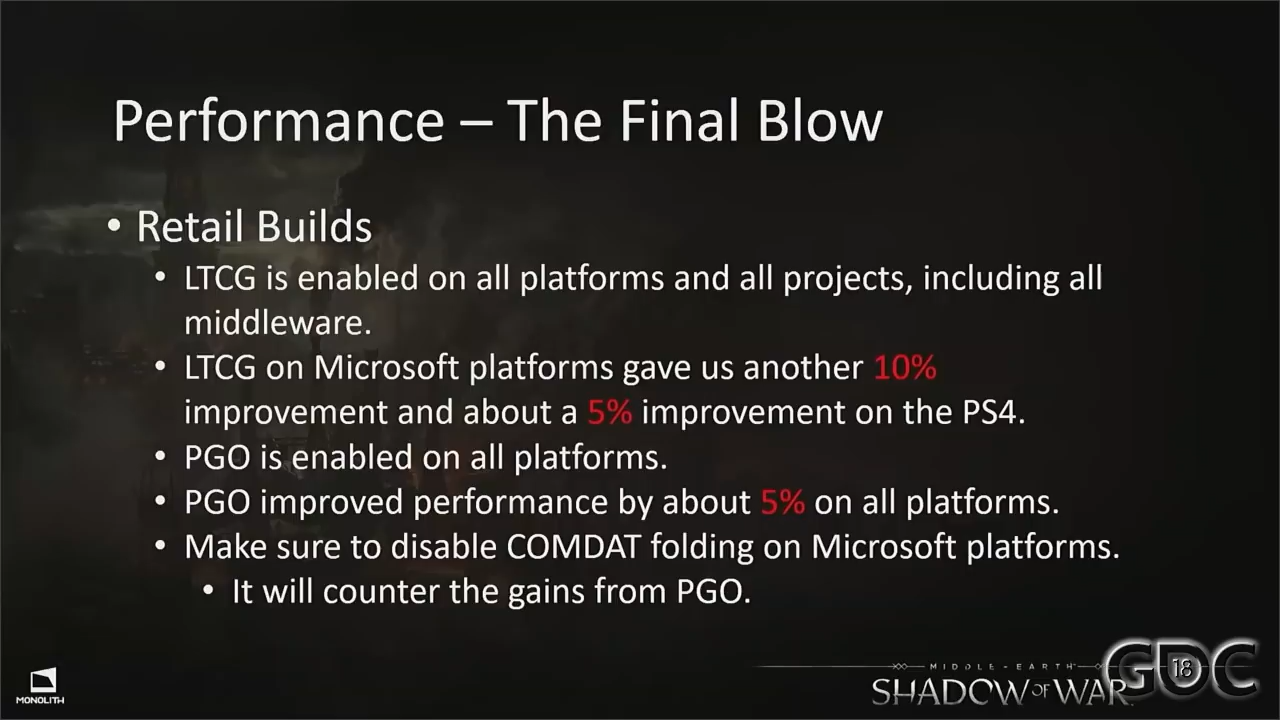 Performance – The Final Blow
• Retail Builds
• LTCG is enabled on all platforms and all projects, including all
middleware.
• LTCG on Microsoft platforms gave us another 10%
improvement and about a 5% improvement on the PS4.
• PGO is enabled on all platforms.
• PGO improved performance by about 5% on all platforms.
• Make sure to disable COMDAT folding on Microsoft platforms.
• It will counter the gains from PGO.
MONOLITH
MIDDLE-EARTH
SHADOW OF WAR
GDC
18